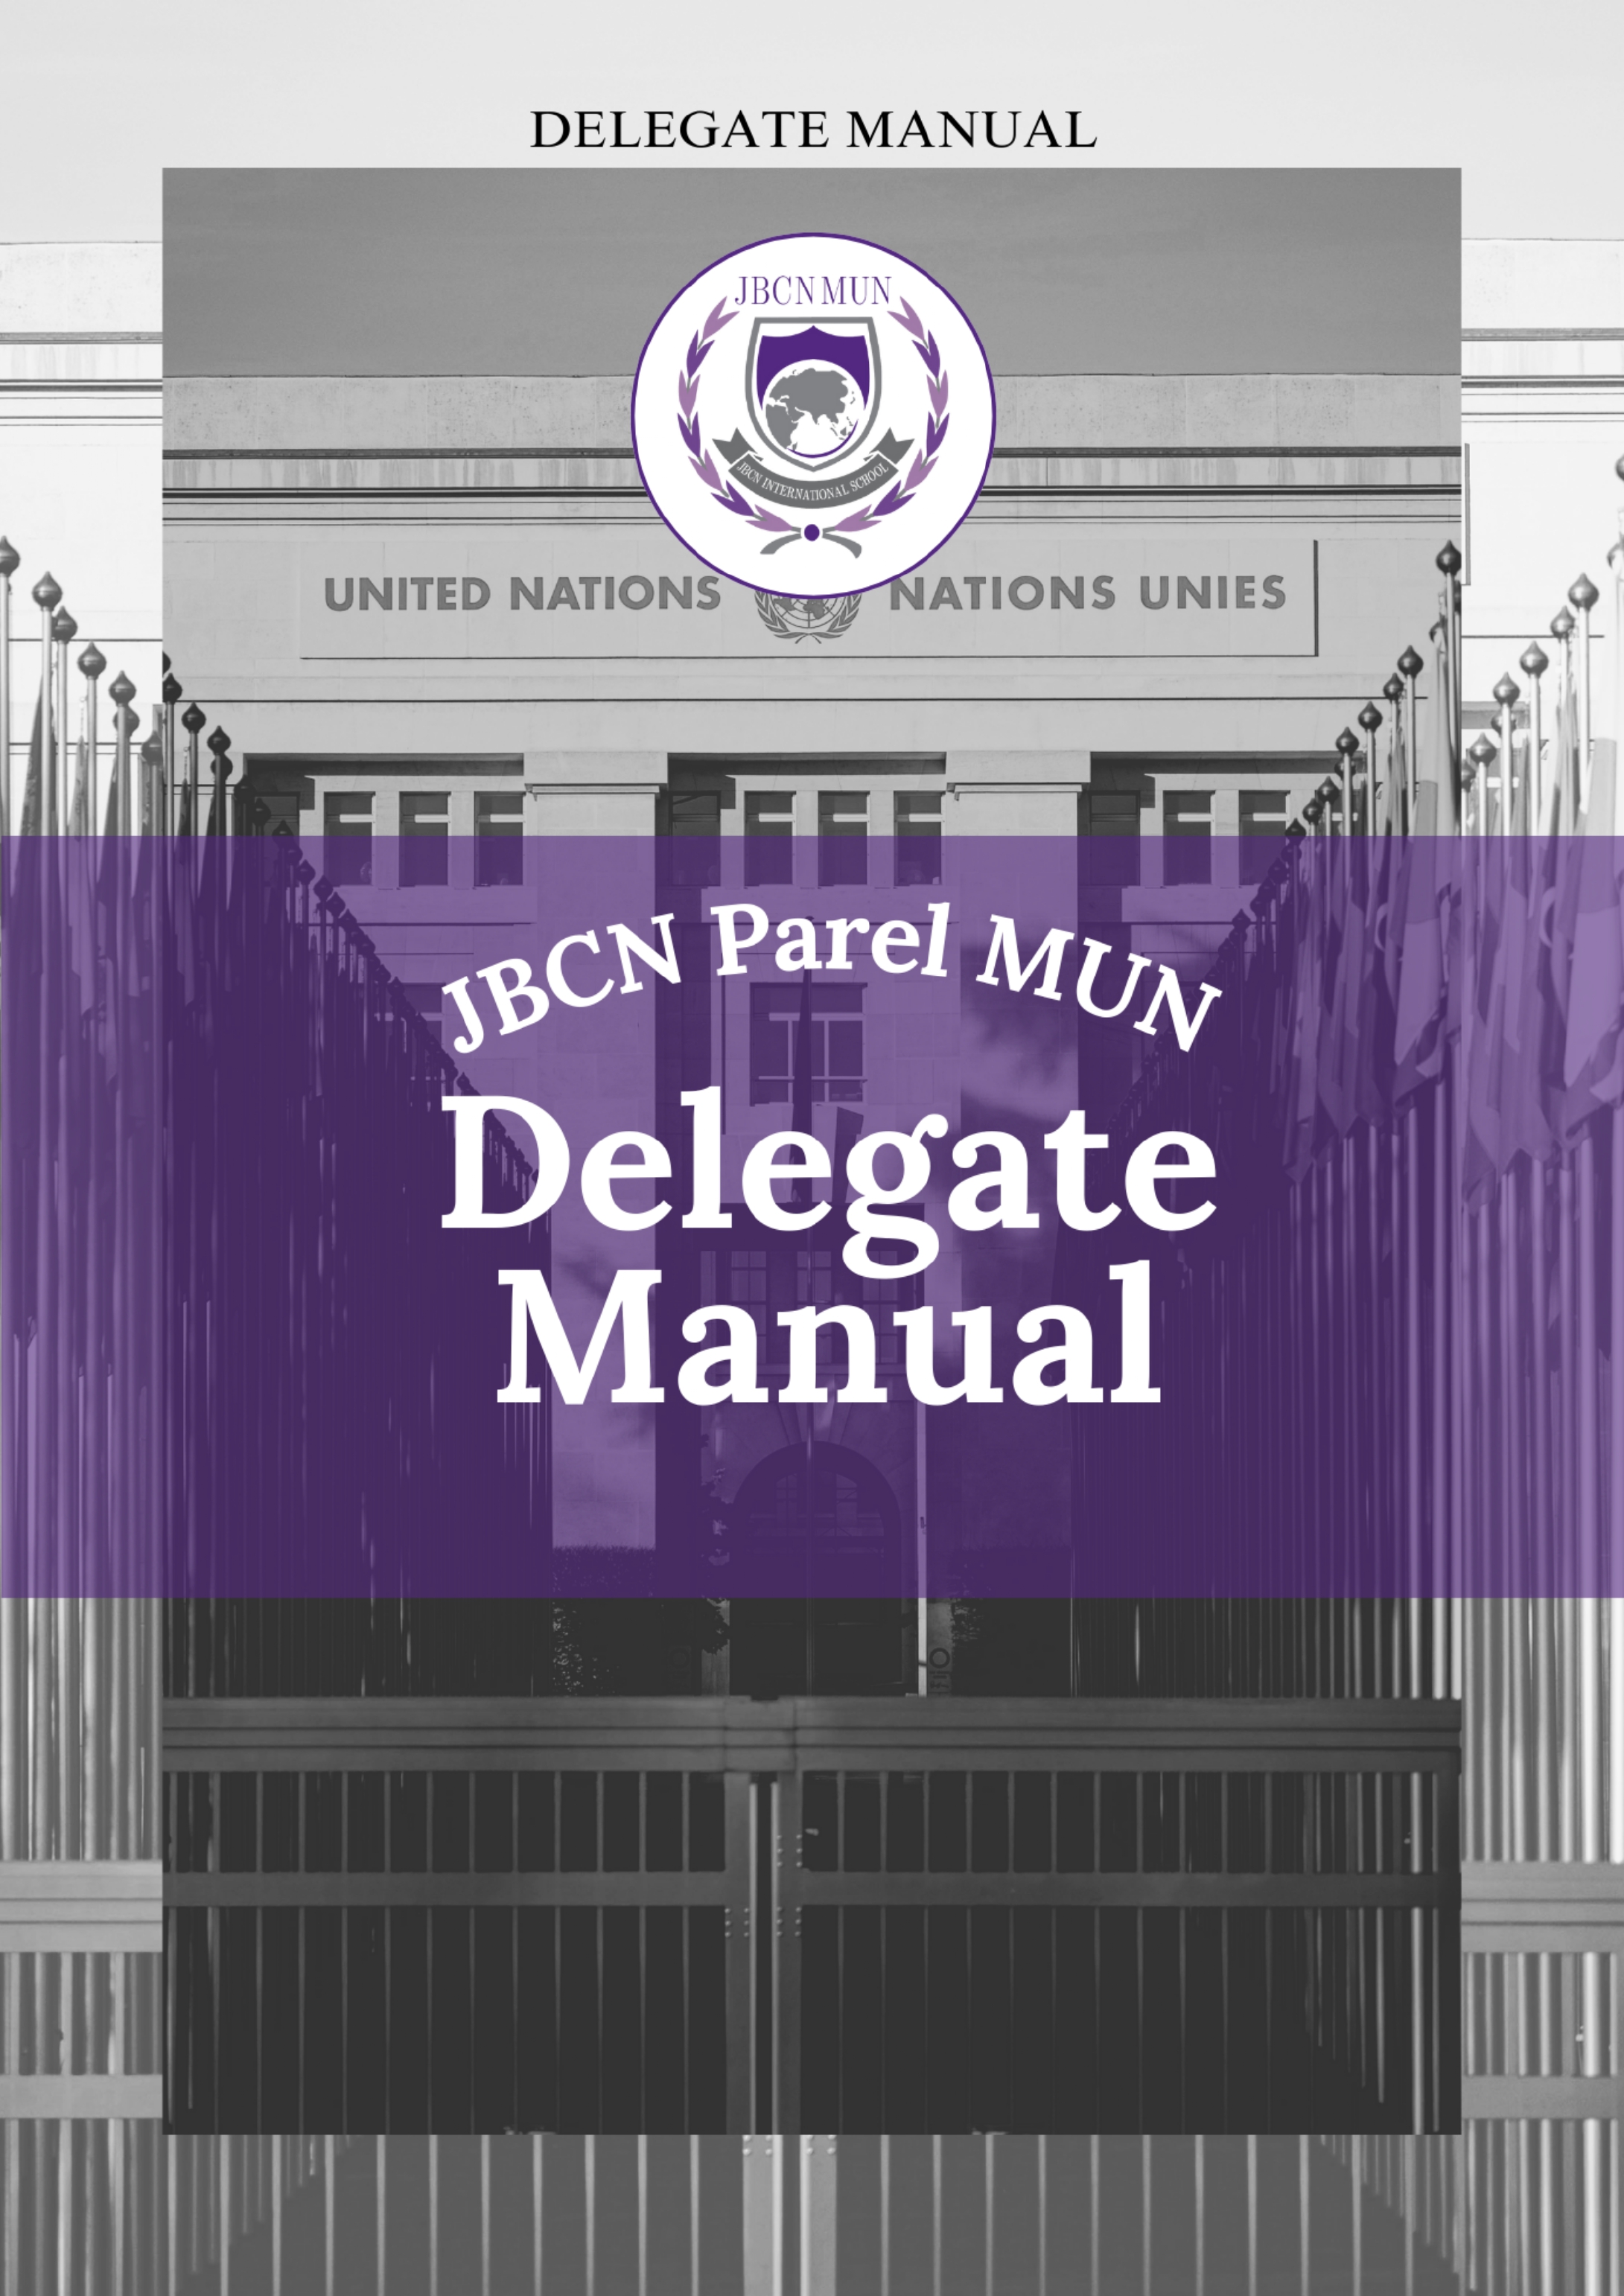 DELEGATE MANUAL
JBCN MUN
JBCN INTERNATIONAL SCHOOL
UNITED NATIONS NATIONS UNIES
JBCN Parel MUN
Delegate
Manual